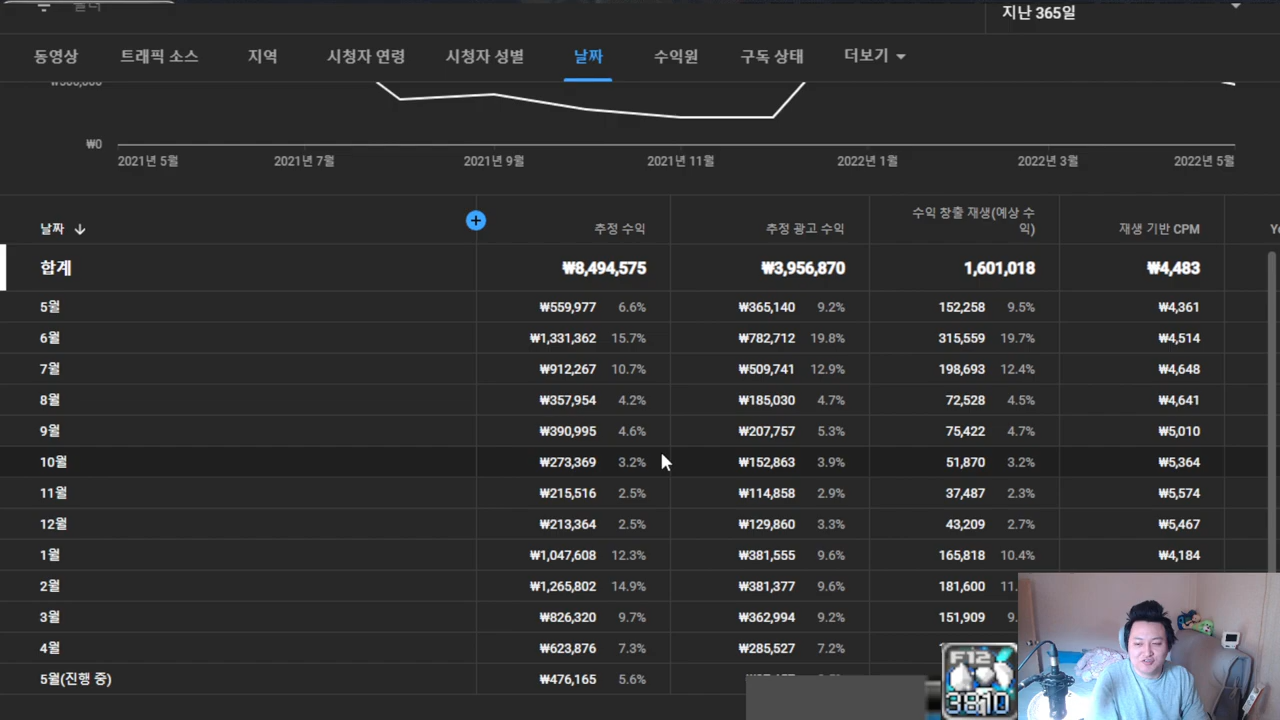 필터
지난 365일
동영상 트래픽 소스 지역 시청자 연령 시청자 성별 날짜 수익원 구독 상태 더보기
₩0
2021년 5월 2021년 7월 2021년 9월 2021년 11월 2022년 1월 2022년 3월 2022년 5월
날짜 추정 수익 추정 광고 수익 수익 창출 재생(예상 수익) 재생 기반 CPM
합계 ₩8,494,575 ₩3,956,870 1,601,018 ₩4,483
5월 ₩559,977 6.6% ₩365,140 9.2% 152,258 9.5% ₩4,361
6월 ₩1,331,362 15.7% ₩782,712 19.8% 315,559 19.7% ₩4,514
7월 ₩912,267 10.7% ₩509,741 12.9% 198,693 12.4% ₩4,648
8월 ₩357,954 4.2% ₩185,030 4.7% 72,528 4.5% ₩4,641
9월 ₩390,995 4.6% ₩207,757 5.3% 75,422 4.7% ₩5,010
10월 ₩273,369 3.2% ₩152,863 3.9% 51,870 3.2% ₩5,364
11월 ₩215,516 2.5% ₩114,858 2.9% 37,487 2.3% ₩5,574
12월 ₩213,364 2.5% ₩129,860 3.3% 43,209 2.7% ₩5,467
1월 ₩1,047,608 12.3% ₩381,555 9.6% 165,818 10.4% ₩4,184
2월 ₩1,265,802 14.9% ₩381,377 9.6% 181,600 11.
3월 ₩826,320 9.7% ₩362,994 9.2% 151,909 9.
4월 ₩623,876 7.3% ₩285,527 7.2%
5월(진행 중) ₩476,165 5.6%
F12
3810